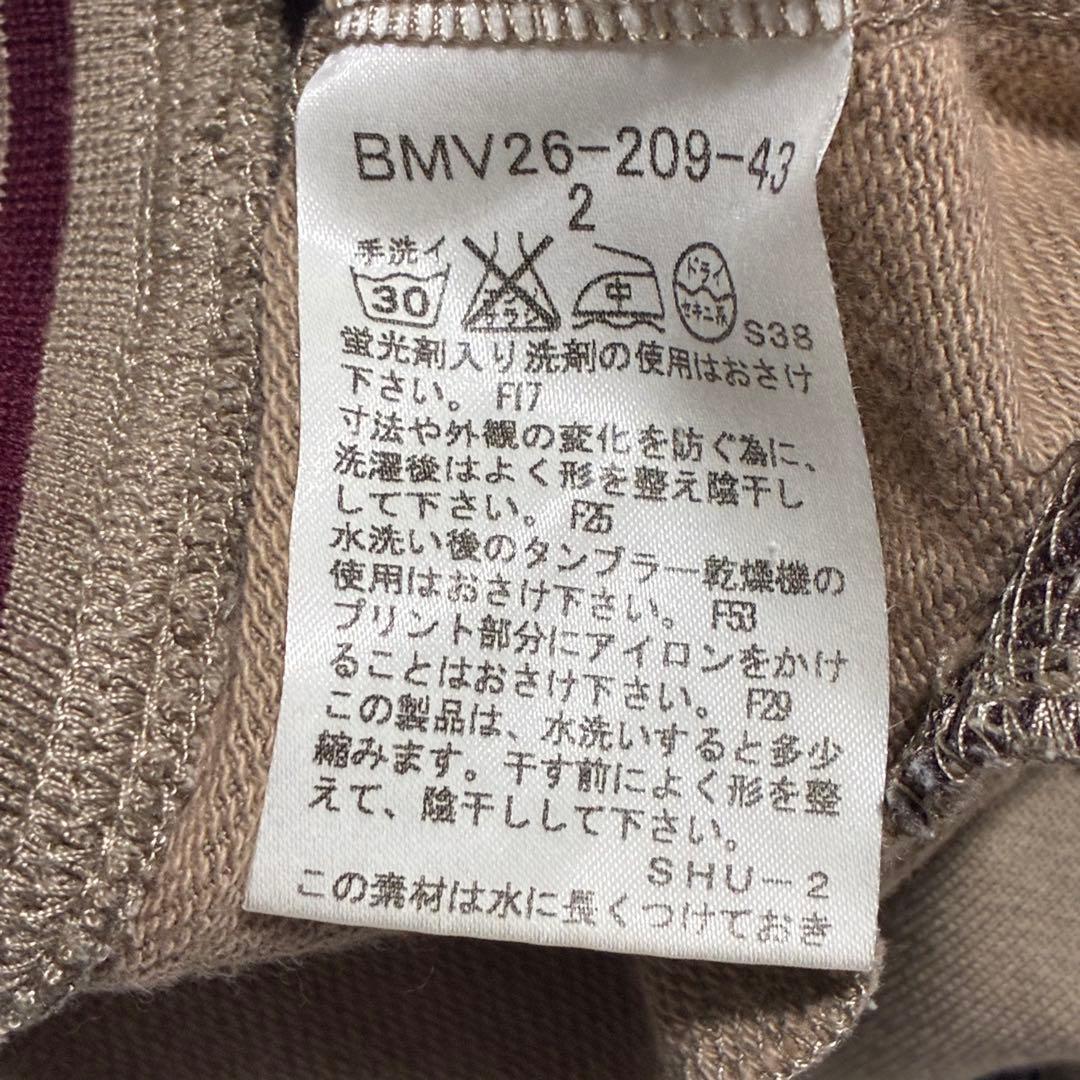 BMV26-209-43
2
手洗イ
30
エンソ
サラシ
中
ドライ
セキユ系
S38
蛍光剤入り洗剤の使用はおさけ
下さい。 F17
寸法や外観の変化を防ぐ為に、
洗濯後はよく形を整え陰干し
して下さい。 F25
水洗い後のタンブラー乾燥機の
使用はおさけ下さい。 F53
プリント部分にアイロンをかけ
ることはおさけ下さい。 F29
この製品は、水洗いすると多少
縮みます。干す前によく形を整
えて、陰干しして下さい。
SHU-2
この素材は水に長くつけておき